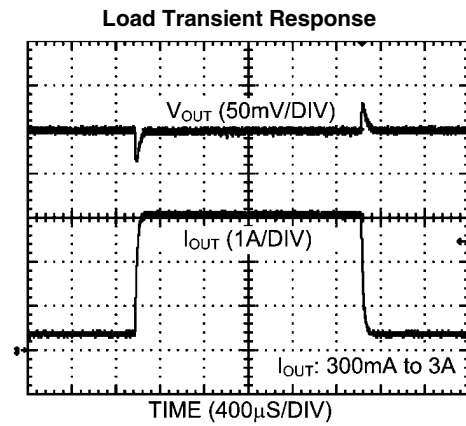 Load Transient Response
VOUT (50mV/DIV)
IOUT (1A/DIV)
IOUT: 300mA to 3A
TIME (400µS/DIV)